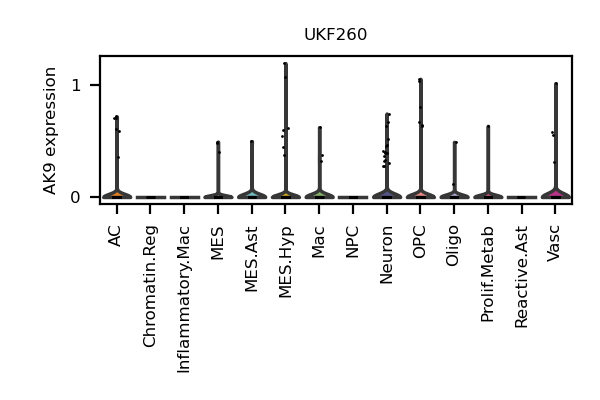 UKF260
AK9 expression
1
0
AC
Chromatin.Reg
Inflammatory.Mac
MES
MES.Ast
MES.Hyp
Mac
NPC
Neuron
OPC
Oligo
Prolif.Metab
Reactive.Ast
Vasc